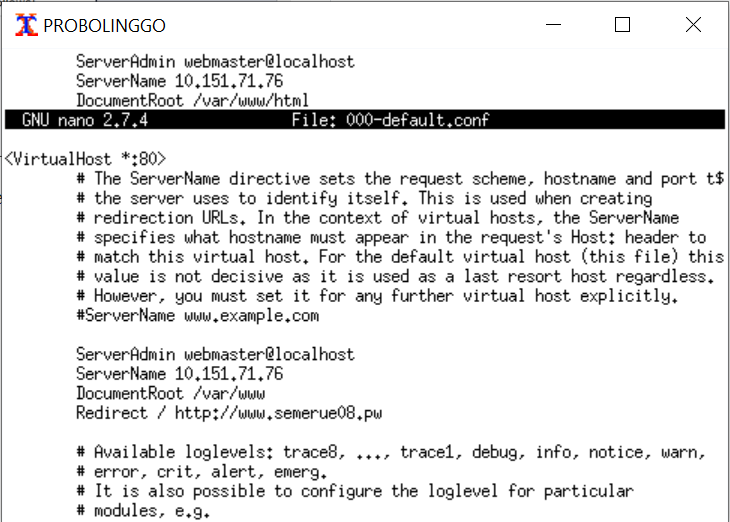 PROBOLINGGO
ServerAdmin webmaster@localhost
ServerName 10.151.71.76
DocumentRoot /var/www/html
GNU nano 2.7.4 File: 000-default.conf
<VirtualHost *:80>
# The ServerName directive sets the request scheme, hostname and port t$
# the server uses to identify itself. This is used when creating
# redirection URLs. In the context of virtual hosts, the ServerName
# specifies what hostname must appear in the request's Host: header to
# match this virtual host. For the default virtual host (this file) this
# value is not decisive as it is used as a last resort host regardless.
# However, you must set it for any further virtual host explicitly.
#ServerName www.example.com
ServerAdmin webmaster@localhost
ServerName 10.151.71.76
DocumentRoot /var/www
Redirect / http://www.semerue08.pw
# Available loglevels: trace8, ..., trace1, debug, info, notice, warn,
# error, crit, alert, emerg.
# It is also possible to configure the loglevel for particular
# modules, e.g.